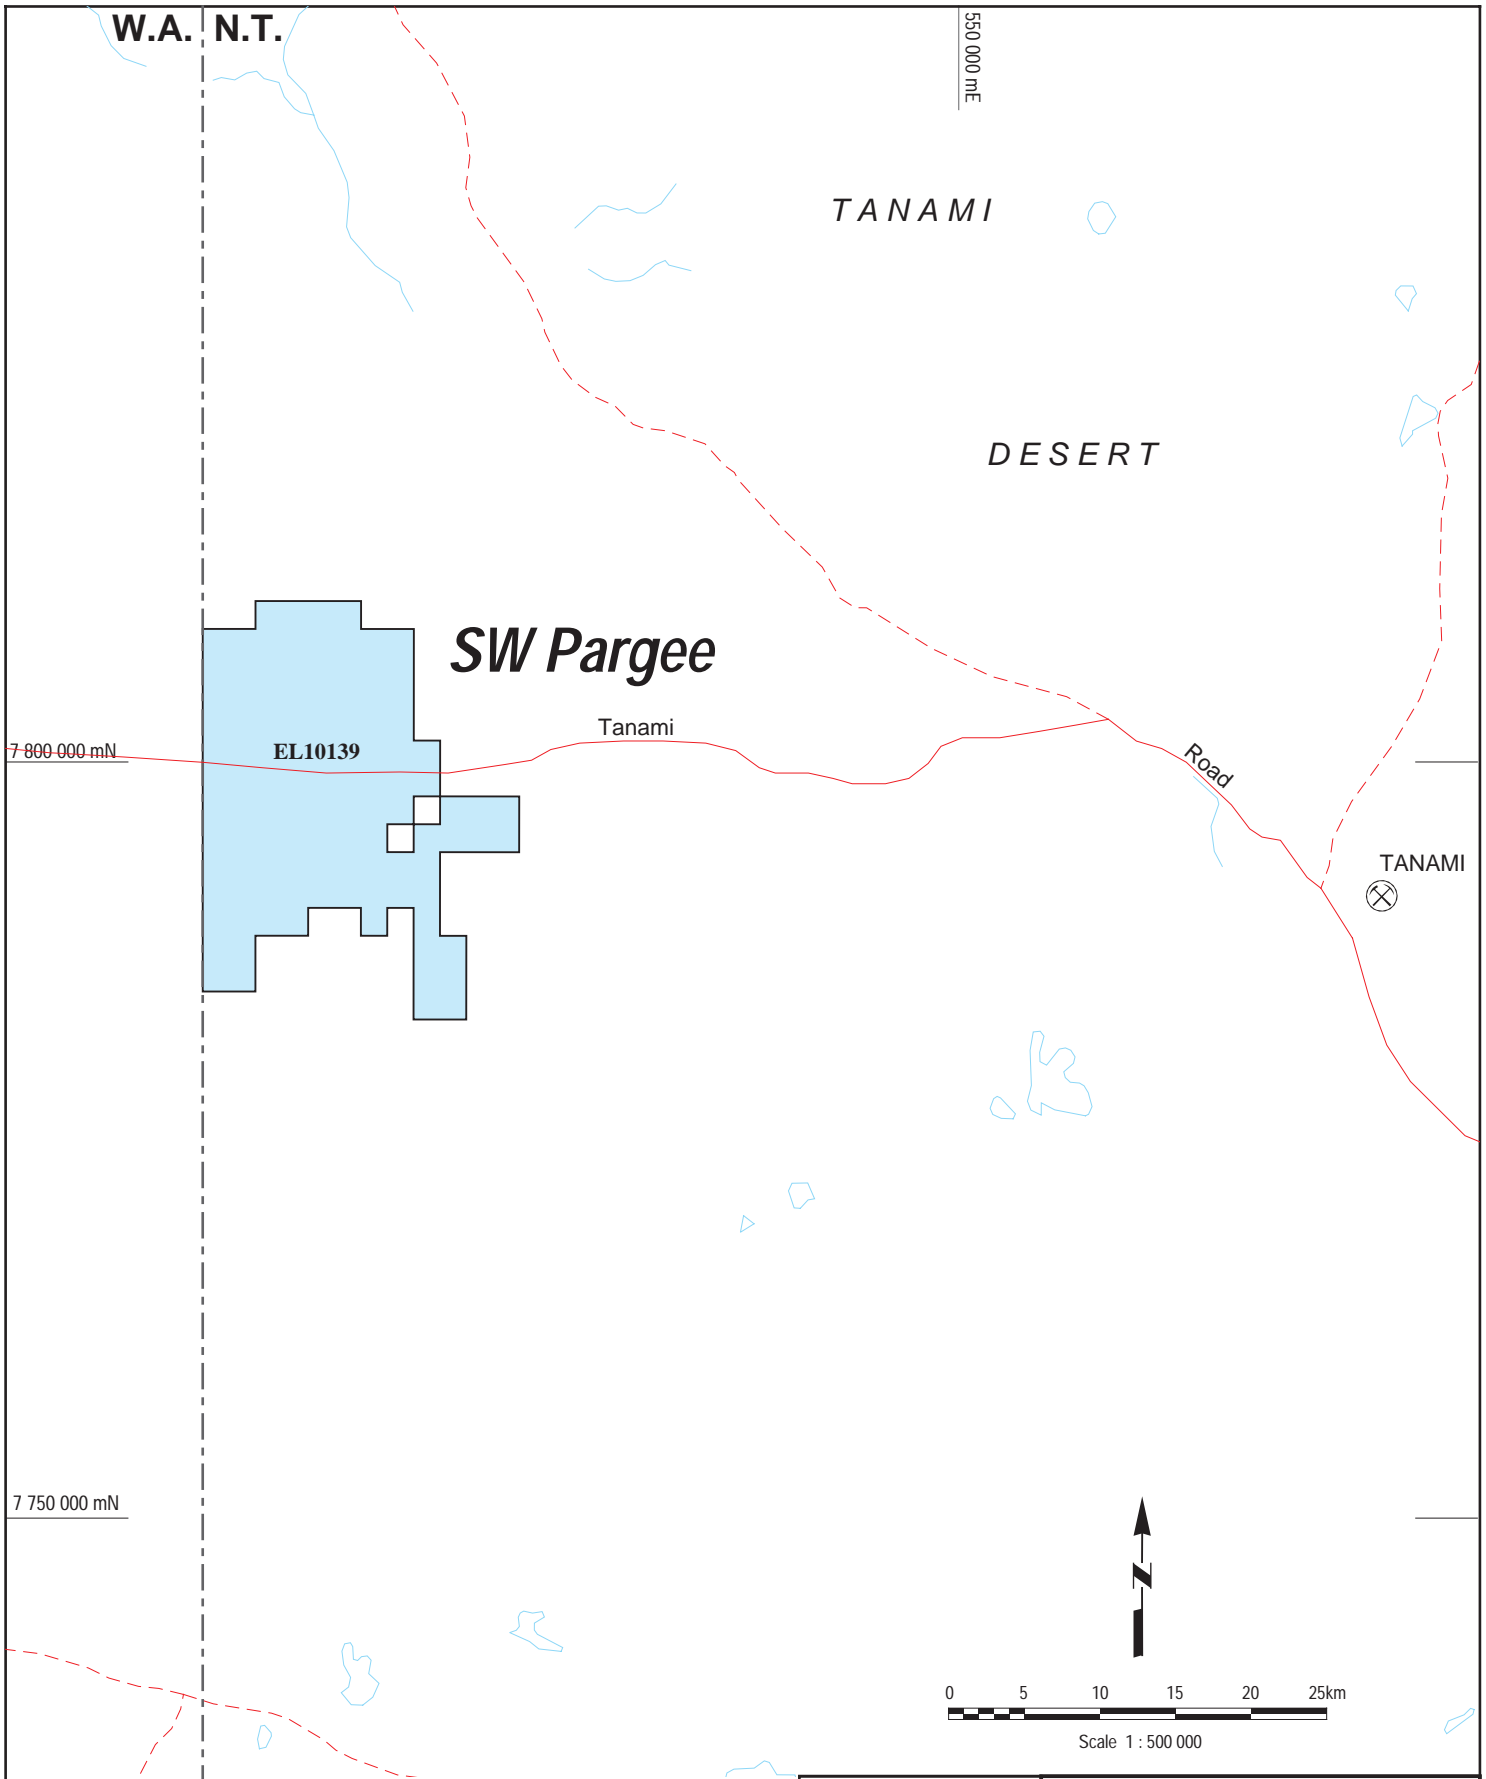 W.A. N.T.
550 000 mE
TANAMI
DESERT
SW Pargee
Tanami
7 800 000 mN
EL10139
Road
TANAMI
7 750 000 mN
N
0 5 10 15 20 25km
Scale 1 : 500 000